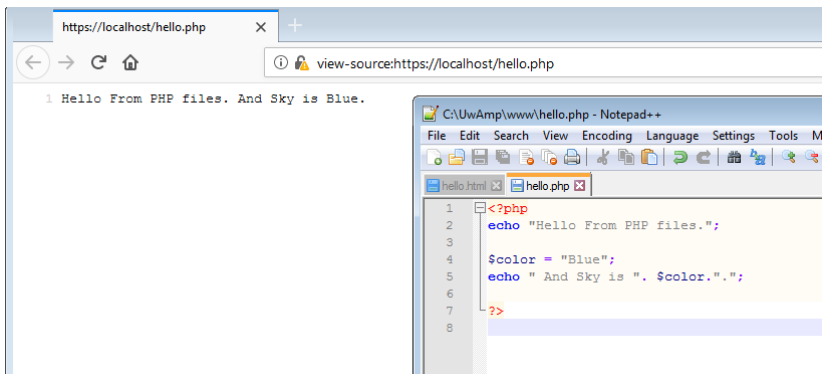 https://localhost/hello.php
view-source:https://localhost/hello.php
1 Hello From PHP files. And Sky is Blue.
C:\UwAmp\www\hello.php - Notepad++
File Edit Search View Encoding Language Settings Tools M
hello.html hello.php
1 <?php
2 echo "Hello From PHP files.";
3
4 $color = "Blue";
5 echo " And Sky is ". $color.".";
6
7 ?>
8